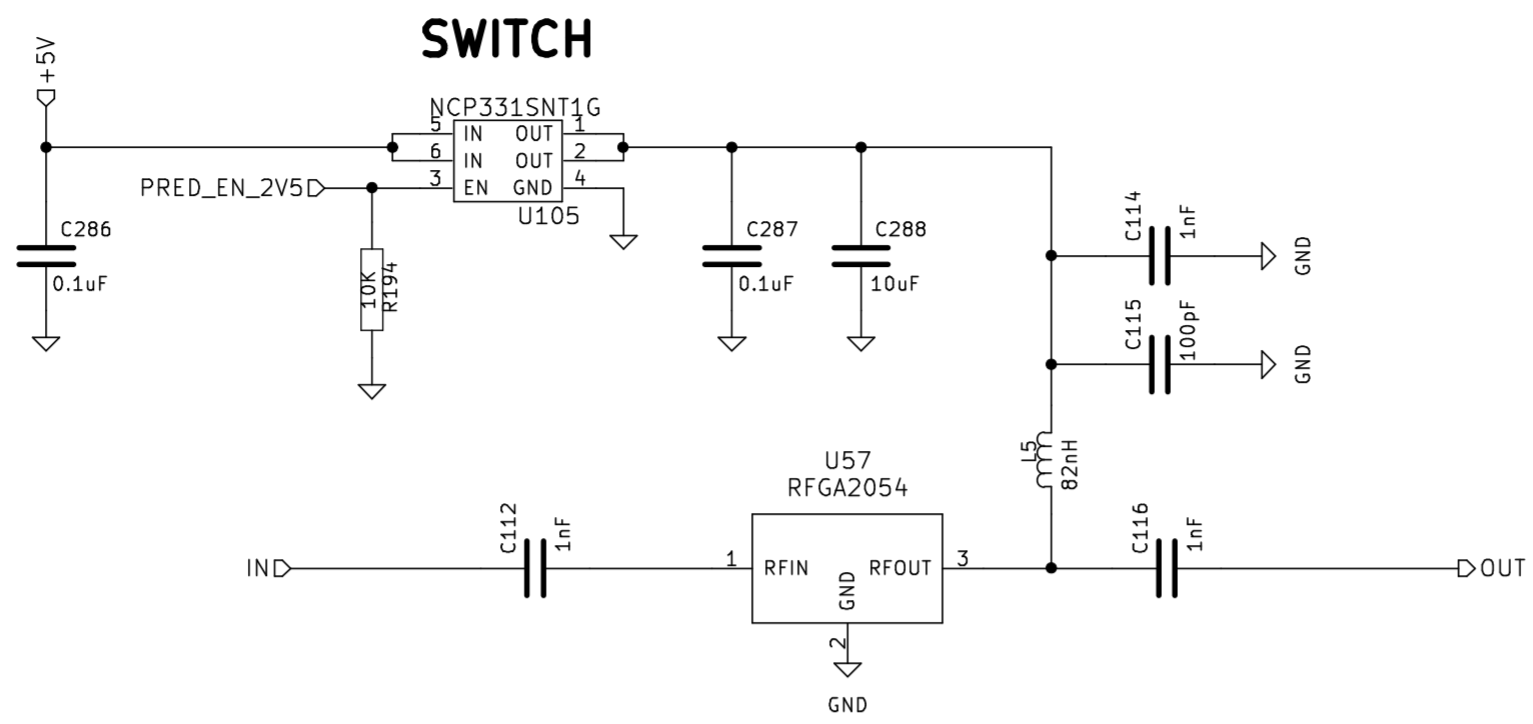 SWITCH
+5V
NCP331SNT1G
5 IN OUT 1
6 IN OUT 2
PRED_EN_2V5 3 EN GND 4
U105
C286
0.1uF
10K
R194
C287
0.1uF
C288
10uF
C114
1nF
GND
C115
100pF
GND
L5
82nH
U57
RFGA2054
IN
C112
1nF
1 RFIN RFOUT 3
GND
2
GND
C116
1nF
OUT